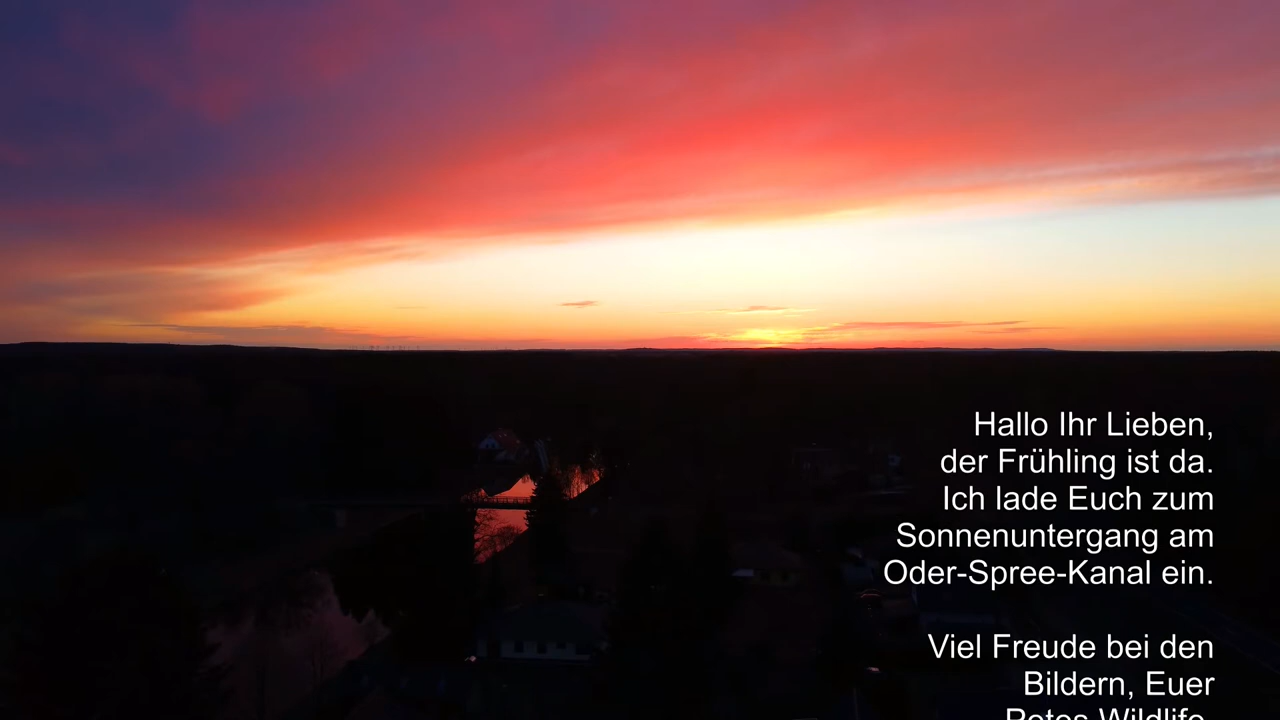 Hallo Ihr Lieben,
der Frühling ist da.
Ich lade Euch zum
Sonnenuntergang am
Oder-Spree-Kanal ein.
Viel Freude bei den
Bildern, Euer